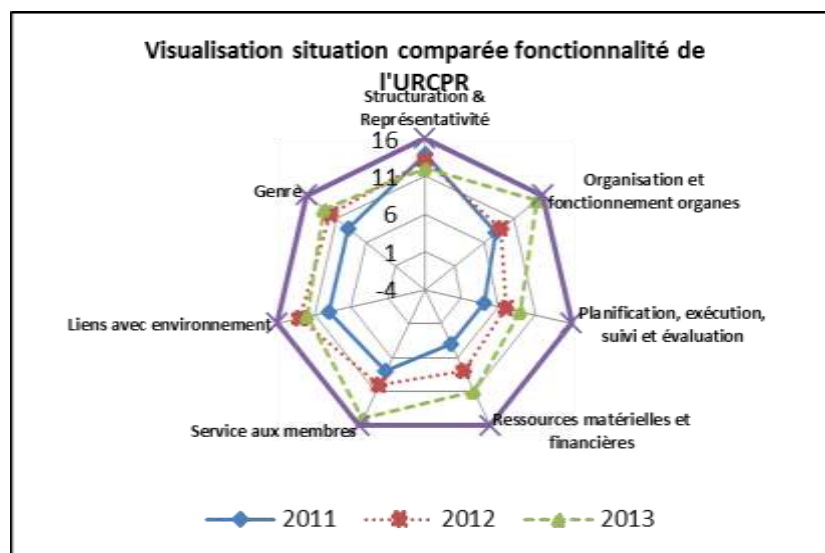 Visualisation situation comparée fonctionnalité de
l'URCPR
Structuration &
Représentativité
16
11
6
1
-4
Organisation et
fonctionnement organes
Planification, exécution,
suivi et évaluation
Ressources matérielles et
financières
Service aux membres
Liens avec environnement
Genre
2011
2012
2013